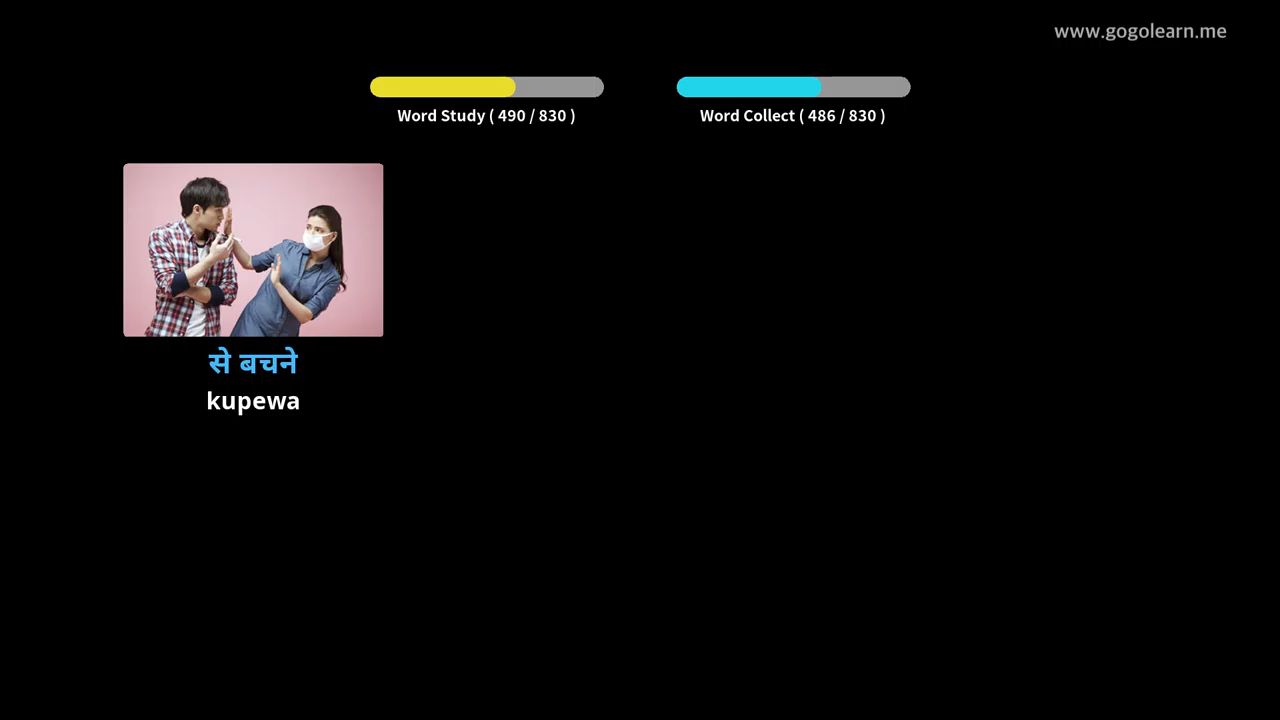 www.gogolearn.me
Word Study ( 490 / 830 )
Word Collect ( 486 / 830 )
से बचने
kupewa